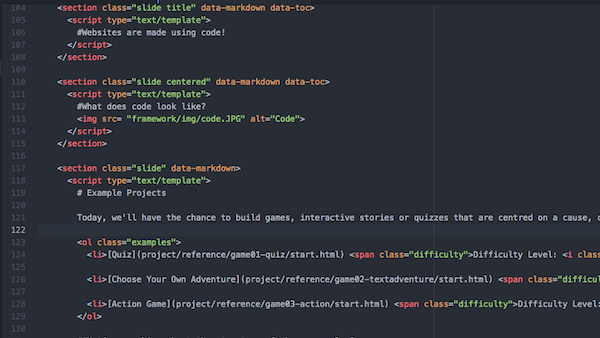 104 <section class="slide title" data-markdown data-toc>
105 <script type="text/template">
106 #Websites are made using code!
107 </script>
108 </section>
109
110 <section class="slide centered" data-markdown data-toc>
111 <script type="text/template">
112 #What does code look like?
113 <img src= "framework/img/code.JPG" alt="Code">
114 </script>
115 </section>
116
117 <section class="slide" data-markdown>
118 <script type="text/template">
119 # Example Projects
120
121 Today, we'll have the chance to build games, interactive stories or quizzes that are centred on a cause,
122
123 <ol class="examples">
124 <li>[Quiz](project/reference/game01-quiz/start.html) <span class="difficulty">Difficulty Level: <i clas
125
126 <li>[Choose Your Own Adventure](project/reference/game02-textadventure/start.html) <span class="difficul
127
128 <li>[Action Game](project/reference/game03-action/start.html) <span class="difficulty">Difficulty Level:
129 </ol>
130